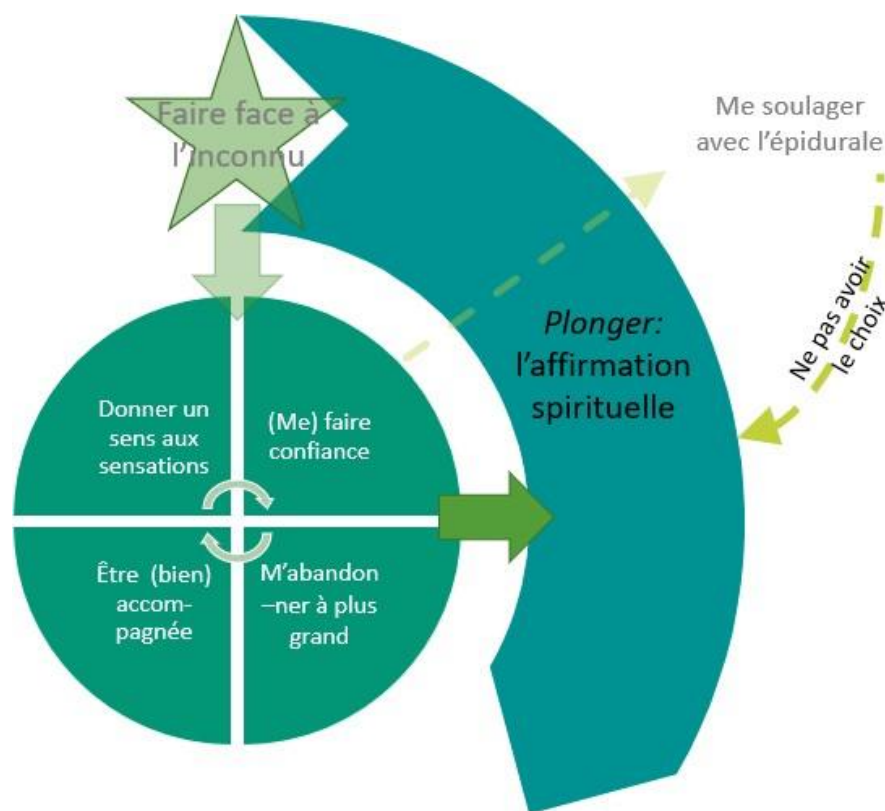 Faire face à
l'inconnu
Me soulager
avec l'épidurale
Ne pas avoir
le choix
Plonger:
l'affirmation
spirituelle
Donner un
sens aux
sensations
(Me) faire
confiance
Être (bien)
accom-
pagnée
M'abandon
–ner à plus
grand